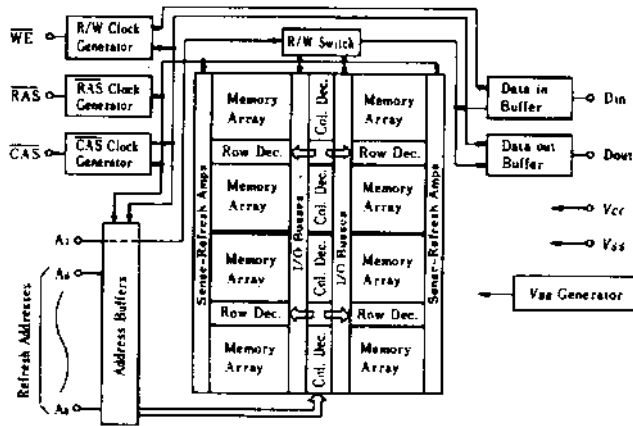 WE
R/W Clock
Generator
RAS
RAS Clock
Generator
CAS
CAS Clock
Generator
R/W Switch
Data in
Buffer
Din
Data out
Buffer
Dout
Vcc
Vss
VBB Generator
Sense-Refresh Amps
Memory
Array
Row Dec.
Memory
Array
Memory
Array
Row Dec.
Memory
Array
I/O Busses
Col. Dec.
Col. Dec.
Col. Dec.
Col. Dec.
I/O Busses
Memory
Array
Row Dec.
Memory
Array
Memory
Array
Row Dec.
Memory
Array
Sense-Refresh Amps
Refresh Addresses
Address Buffers